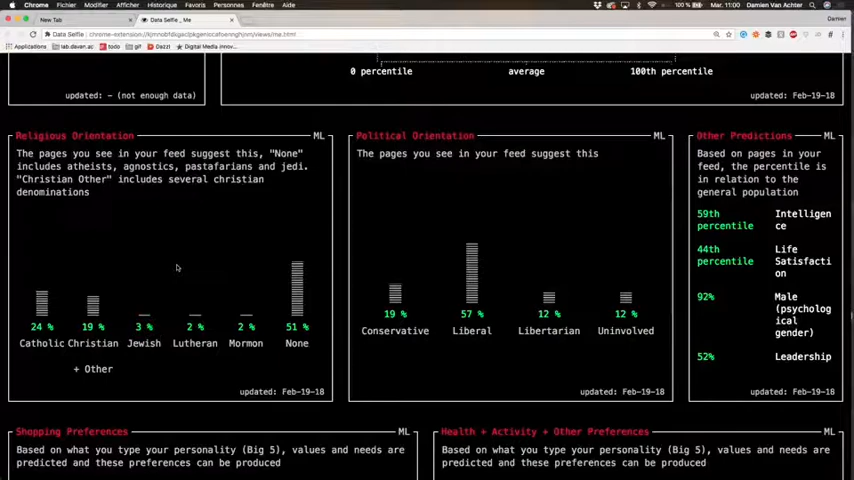 Chrome Fichier Modifier Afficher Historique Favoris Personnes Fenêtre Aide
100 % Mar. 11:00 Damien Van Achter
New Tab
Data Selfie _ Me
Damien
Data Selfie
Applications
lab.davan.ac
todo
gif
Dazzl
Digital Media Innov...
0 percentile average 100th percentile
updated: - (not enough data)
updated: Feb-19-18
Religious Orientation ML
The pages you see in your feed suggest this, "None"
includes atheists, agnostics, pastafarians and jedi.
"Christian Other" includes several christian
denominations
24 % 19 % 3 % 2 % 2 % 51 %
Catholic Christian Jewish Lutheran Mormon None
+ Other
updated: Feb-19-18
Political Orientation ML
The pages you see in your feed suggest this
19 % 57 % 12 % 12 %
Conservative Liberal Libertarian Uninvolved
updated: Feb-19-18
Other Predictions ML
Based on pages in your
feed, the percentile is
in relation to the
general population
59th Intelligen
percentile ce
44th Life
percentile Satisfacti
on
92% Male
(psycholog
ical
gender)
52% Leadership
updated: Feb-19-18
Shopping Preferences ML
Based on what you type your personality (Big 5), values and needs are
predicted and these preferences can be produced
Health + Activity + Other Preferences ML
Based on what you type your personality (Big 5), values and needs are
predicted and these preferences can be produced